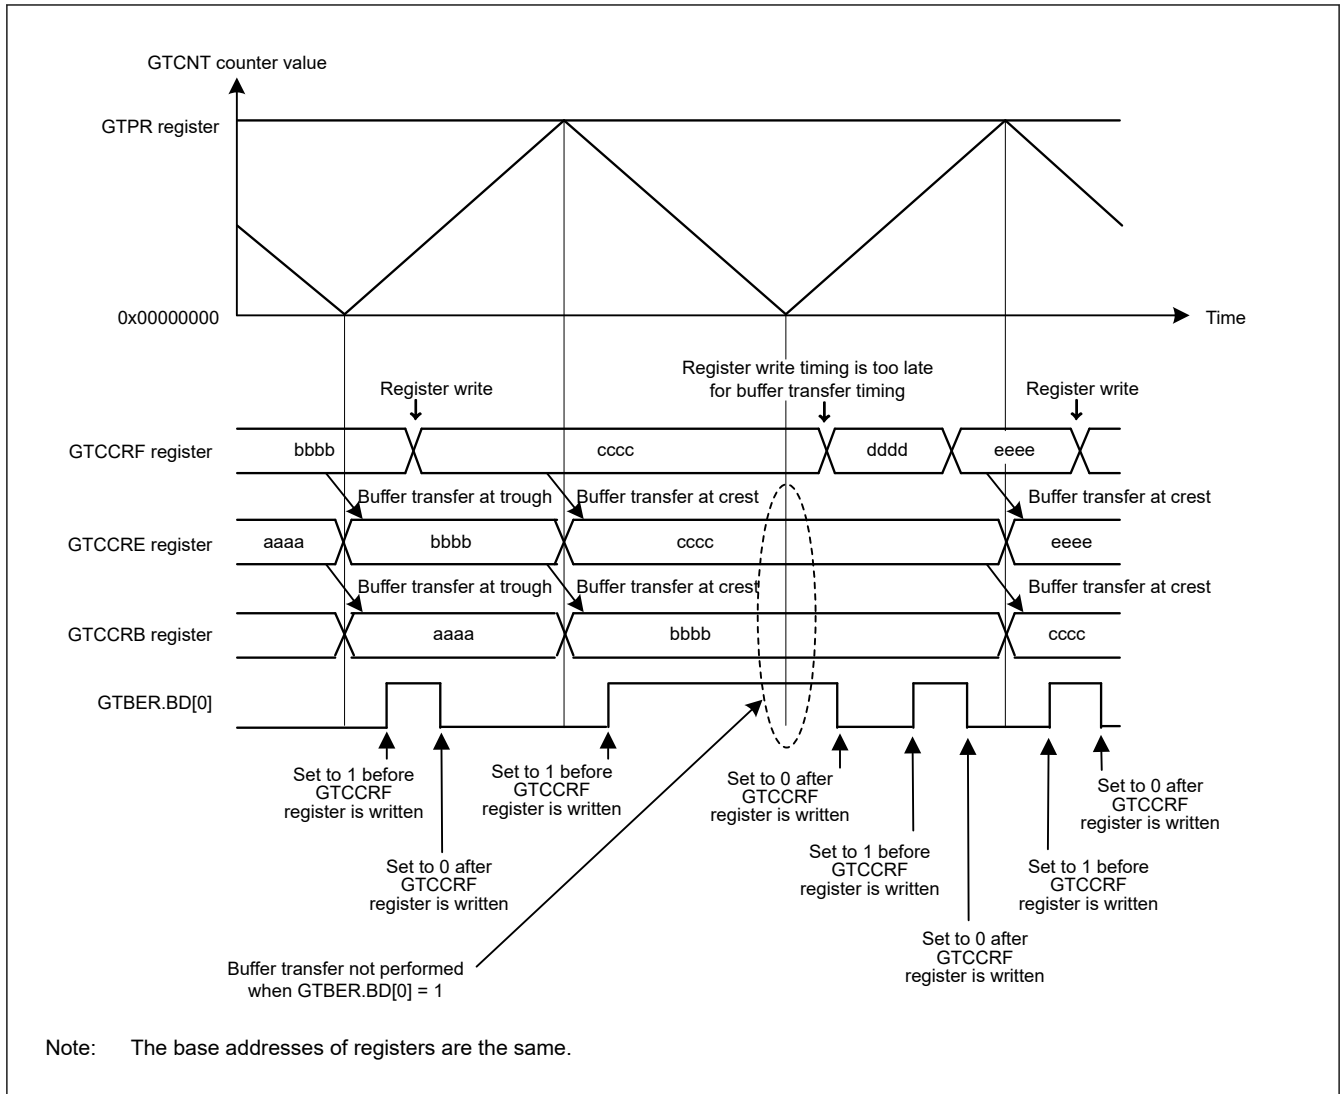 GTCNT counter value
GTPR register
0x00000000
Time
Register write timing is too late
for buffer transfer timing
Register write
Register write
GTCCRF register
bbbb
cccc
dddd
eeee
Buffer transfer at trough
Buffer transfer at crest
Buffer transfer at crest
GTCCRE register
aaaa
bbbb
cccc
eeee
Buffer transfer at trough
Buffer transfer at crest
Buffer transfer at crest
GTCCRB register
aaaa
bbbb
cccc
GTBER.BD[0]
Set to 1 before
GTCCRF
register is written
Set to 0 after
GTCCRF
register is written
Set to 1 before
GTCCRF
register is written
Set to 0 after
GTCCRF
register is written
Set to 1 before
GTCCRF
register is written
Set to 0 after
GTCCRF
register is written
Set to 1 before
GTCCRF
register is written
Set to 0 after
GTCCRF
register is written
Buffer transfer not performed
when GTBER.BD[0] = 1
Note: The base addresses of registers are the same.